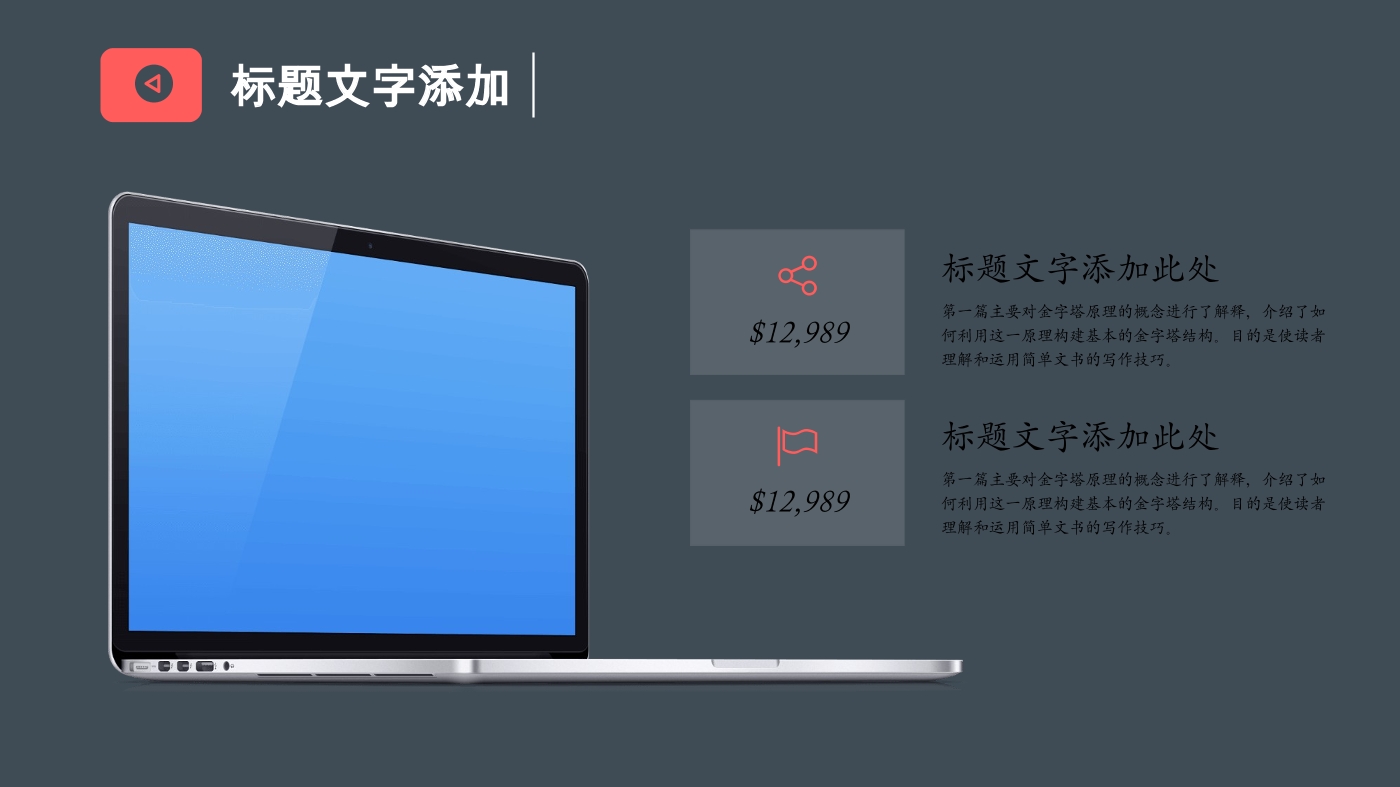 标题文字添加
$12,989
标题文字添加此处
第一篇主要对金字塔原理的概念进行了解释，介绍了如
何利用这一原理构建基本的金字塔结构。目的是使读者
理解和运用简单文书的写作技巧。
$12,989
标题文字添加此处
第一篇主要对金字塔原理的概念进行了解释，介绍了如
何利用这一原理构建基本的金字塔结构。目的是使读者
理解和运用简单文书的写作技巧。